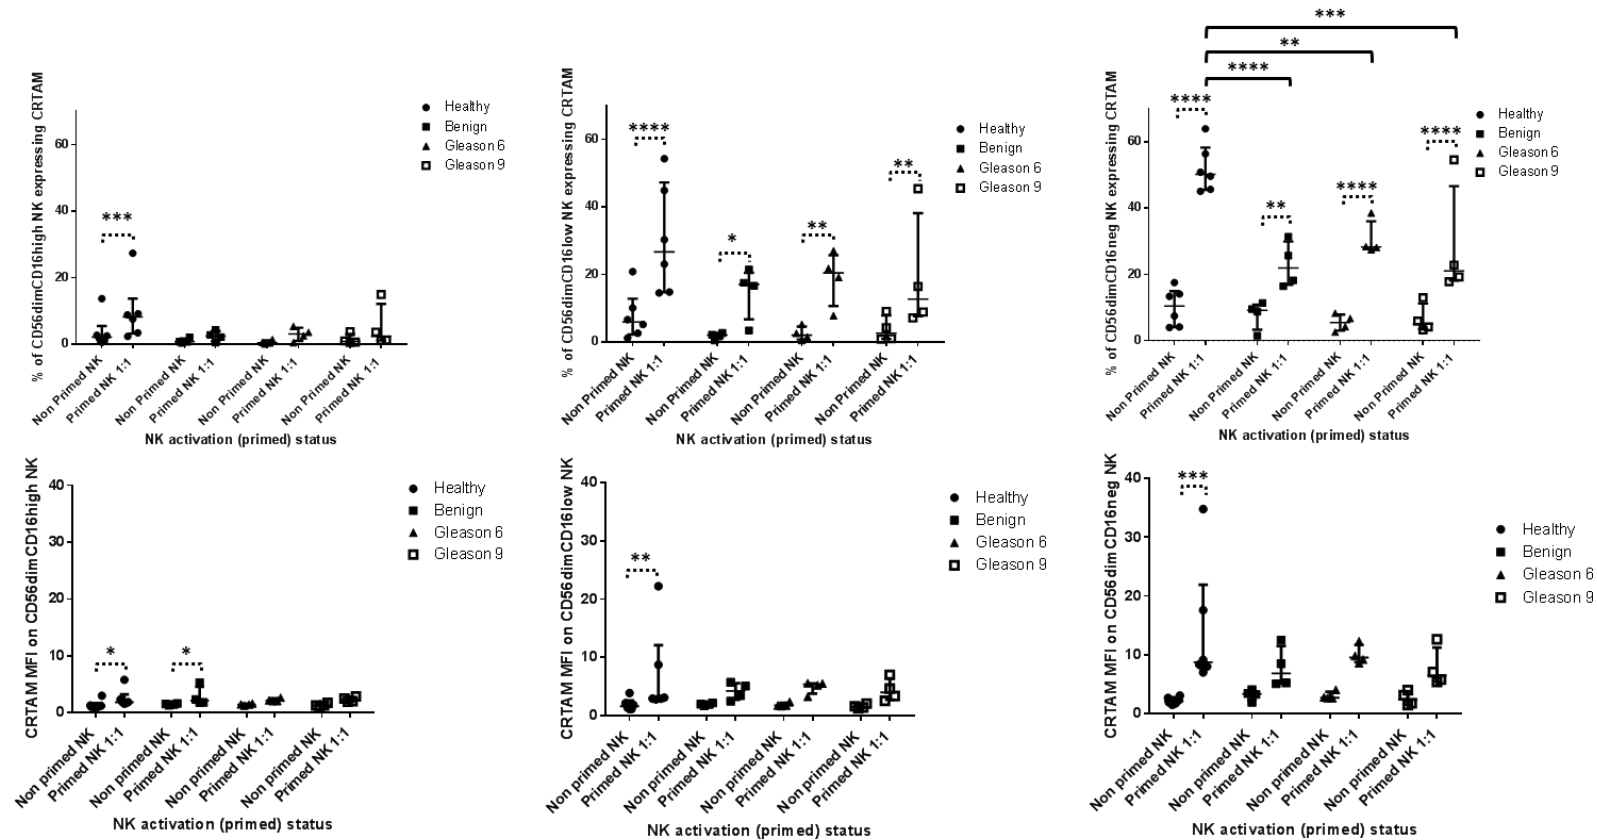 % of CD56dimCD16high NK expressing CRTAM
60
40
20
0
***
Healthy
Benign
Gleason 6
Gleason 9
Non Primed NK
Primed NK 1:1
Non Primed NK
Primed NK 1:1
Non Primed NK
Primed NK 1:1
Non Primed NK
Primed NK 1:1
NK activation (primed) status
% of CD56dimCD16low NK expressing CRTAM
60
40
20
0
****
*
**
**
Healthy
Benign
Gleason 6
Gleason 9
Non Primed NK
Primed NK 1:1
Non Primed NK
Primed NK 1:1
Non Primed NK
Primed NK 1:1
Non Primed NK
Primed NK 1:1
NK activation (primed) status
% of CD56dimCD16neg NK expressing CRTAM
60
40
20
0
***
**
****
****
**
****
****
Healthy
Benign
Gleason 6
Gleason 9
Non Primed NK
Primed NK 1:1
Non Primed NK
Primed NK 1:1
Non Primed NK
Primed NK 1:1
Non Primed NK
Primed NK 1:1
NK activation (primed) status
CRTAM MFI on CD56dimCD16high NK
40
30
20
10
0
*
*
Healthy
Benign
Gleason 6
Gleason 9
Non primed NK
Primed NK 1:1
Non primed NK
Primed NK 1:1
Non primed NK
Primed NK 1:1
Non primed NK
Primed NK 1:1
NK activation (primed) status
CRTAM MFI on CD56dimCD16low NK
40
30
20
10
0
**
Healthy
Benign
Gleason 6
Gleason 9
Non primed NK
Primed NK 1:1
Non primed NK
Primed NK 1:1
Non primed NK
Primed NK 1:1
Non primed NK
Primed NK 1:1
NK activation (primed) status
CRTAM MFI on CD56dimCD16neg NK
40
30
20
10
0
***
Healthy
Benign
Gleason 6
Gleason 9
Non primed NK
Primed NK 1:1
Non primed NK
Primed NK 1:1
Non primed NK
Primed NK 1:1
Non primed NK
Primed NK 1:1
NK activation (primed) status